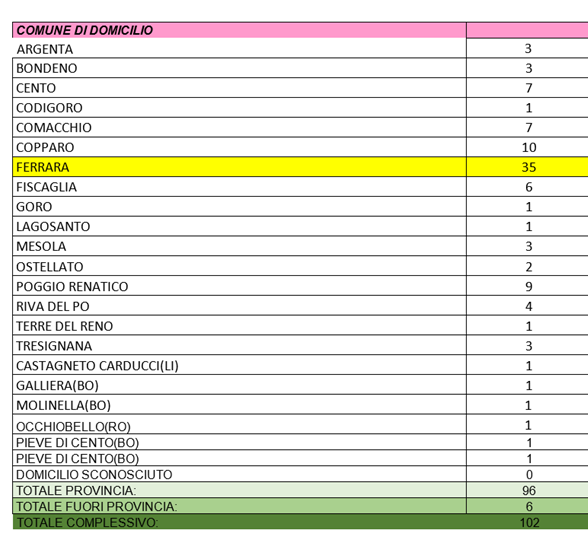 COMUNE DI DOMICILIO
ARGENTA 3
BONDENO 3
CENTO 7
CODIGORO 1
COMACCHIO 7
COPPARO 10
FERRARA 35
FISCAGLIA 6
GORO 1
LAGOSANTO 1
MESOLA 3
OSTELLATO 2
POGGIO RENATICO 9
RIVA DEL PO 4
TERRE DEL RENO 1
TRESIGNANA 3
CASTAGNETO CARDUCCI(LI) 1
GALLIERA(BO) 1
MOLINELLA(BO) 1
OCCHIOBELLO(RO) 1
PIEVE DI CENTO(BO) 1
PIEVE DI CENTO(BO) 1
DOMICILIO SCONOSCIUTO 0
TOTALE PROVINCIA: 96
TOTALE FUORI PROVINCIA: 6
TOTALE COMPLESSIVO: 102